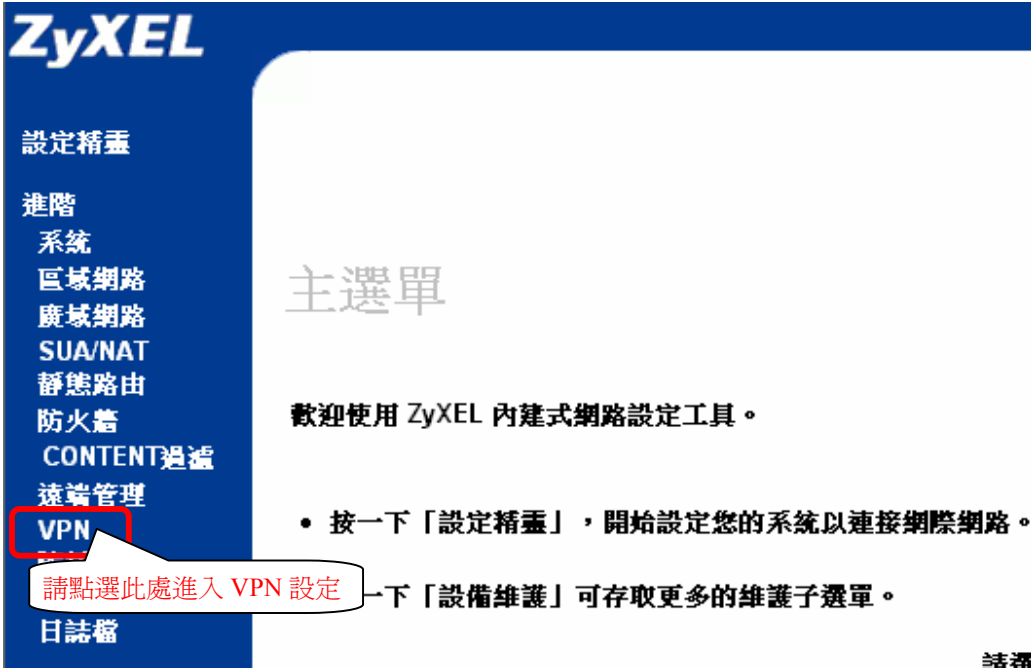 ZyXEL
設定精靈
進階
系統
區域網路
廣域網路
SUA/NAT
靜態路由
防火牆
CONTENT過濾
遠端管理
VPN
請點選此處進入 VPN 設定
日誌檔
主選單
歡迎使用 ZyXEL 內建式網路設定工具。
• 按一下「設定精靈」，開始設定您的系統以連接網際網路。
一下「設備維護」可存取更多的維護子選單。
請選